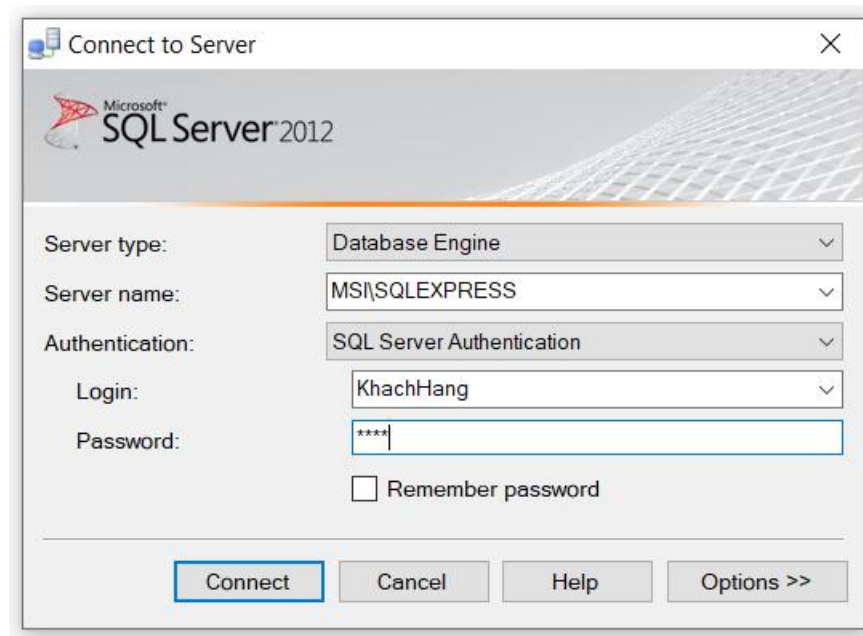 Connect to Server
Microsoft
SQL Server 2012
Server type: Database Engine
Server name: MSI\SQLEXPRESS
Authentication: SQL Server Authentication
Login: KhachHang
Password: ****
Remember password
Connect Cancel Help Options >>